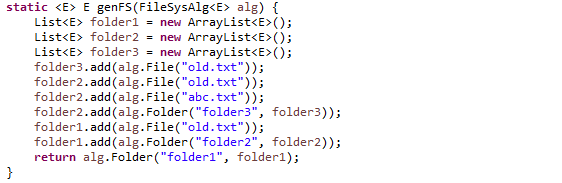 static <E> E genFS(FileSysAlg<E> alg) {
    List<E> folder1 = new ArrayList<E>();
    List<E> folder2 = new ArrayList<E>();
    List<E> folder3 = new ArrayList<E>();
    folder3.add(alg.File("old.txt"));
    folder2.add(alg.File("old.txt"));
    folder2.add(alg.File("abc.txt"));
    folder2.add(alg.Folder("folder3", folder3));
    folder1.add(alg.File("old.txt"));
    folder1.add(alg.Folder("folder2", folder2));
    return alg.Folder("folder1", folder1);
}